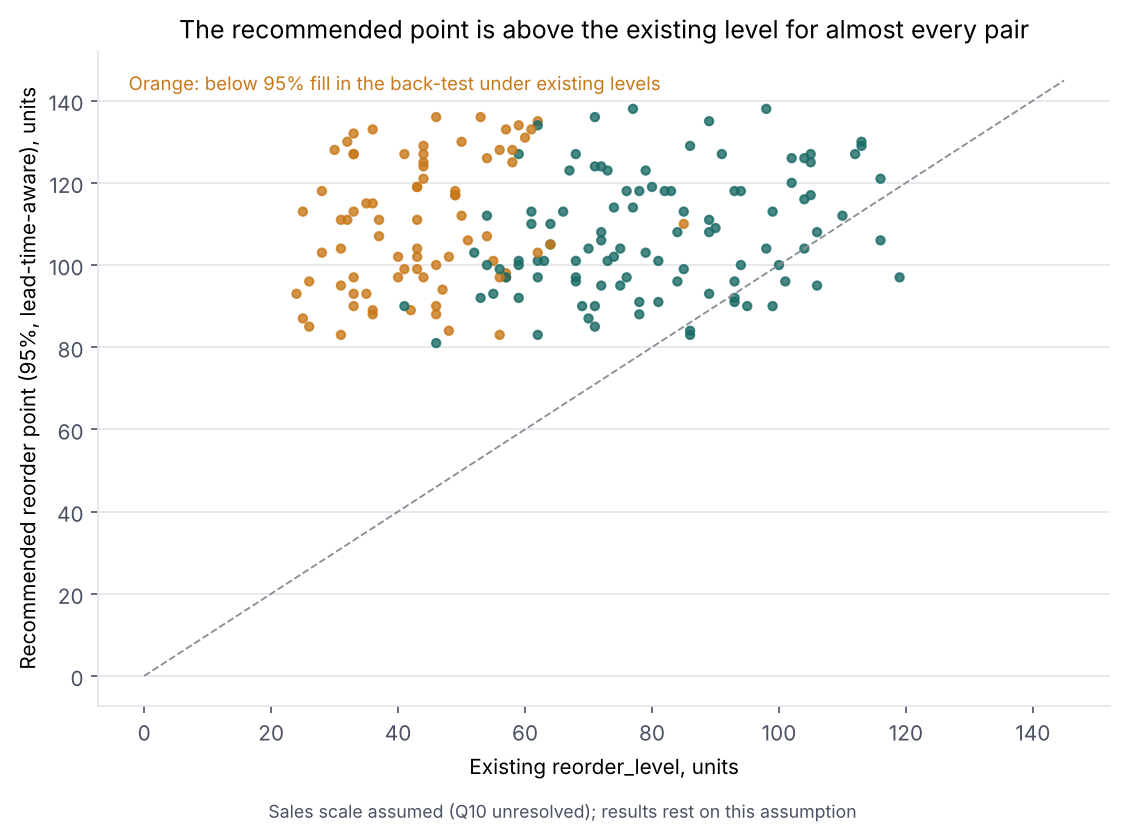 The recommended point is above the existing level for almost every pair
Orange: below 95% fill in the back-test under existing levels
Recommended reorder point (95%, lead-time-aware), units
140
120
100
80
60
40
20
0
0 20 40 60 80 100 120 140
Existing reorder_level, units
Sales scale assumed (Q10 unresolved); results rest on this assumption